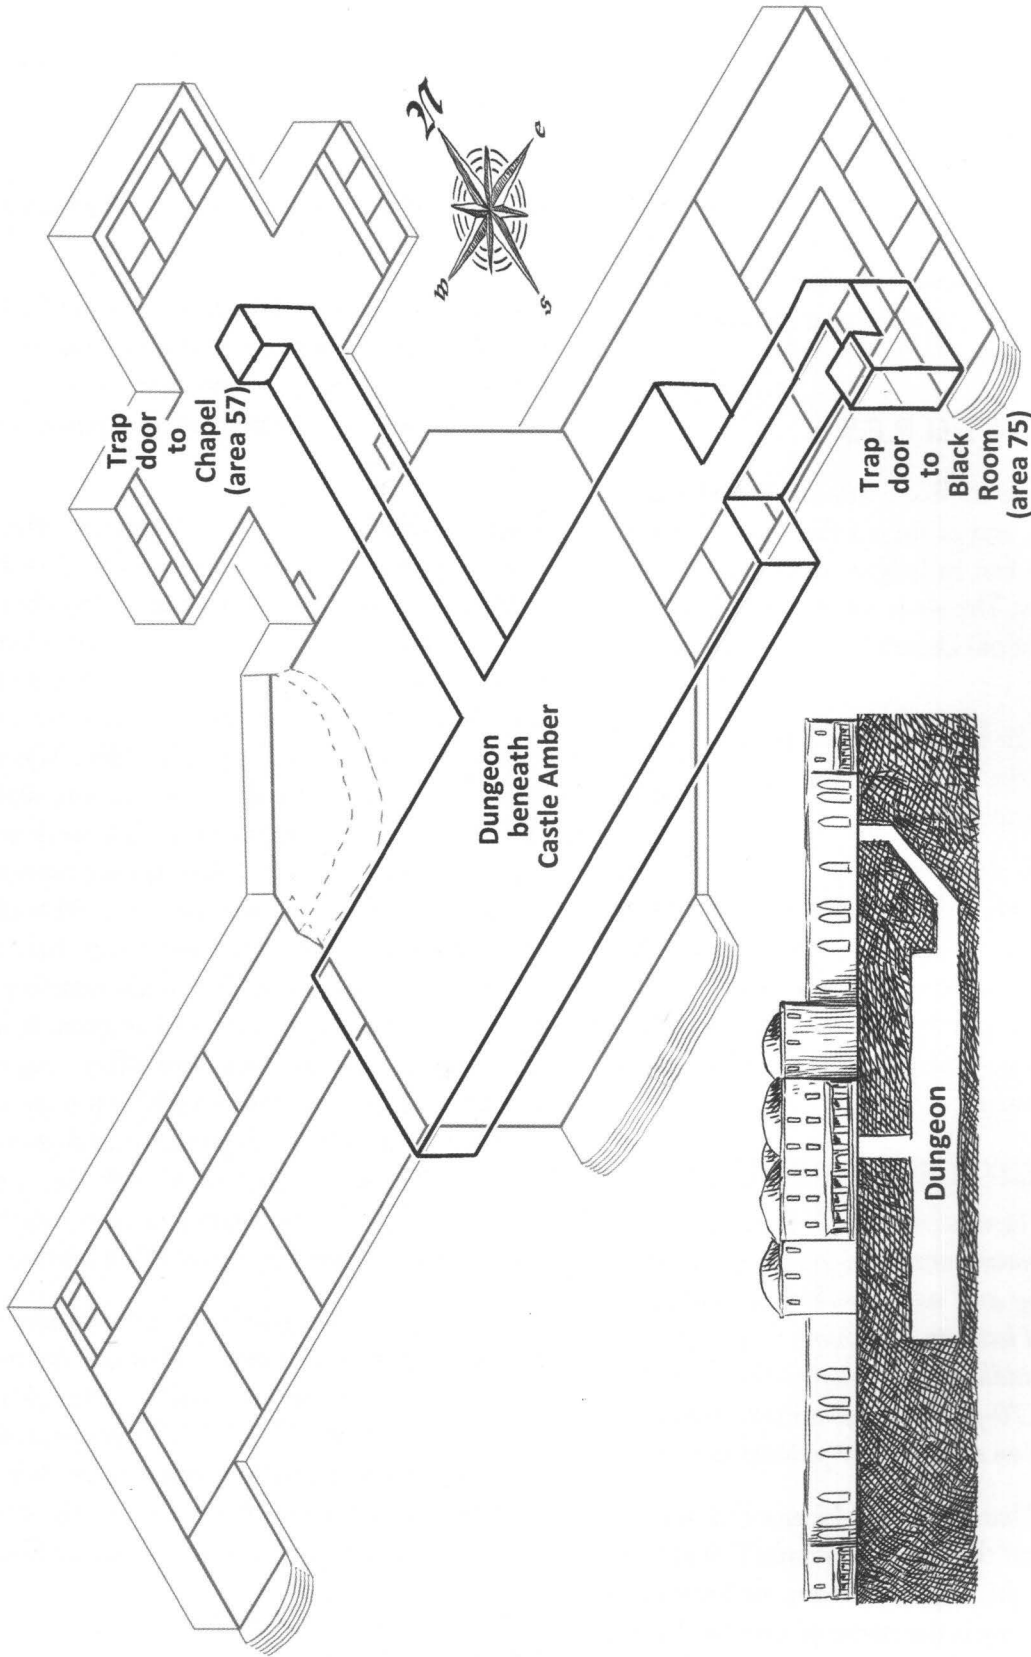 Trap
door
to
Chapel
(area 57)
N
e
s
w
Dungeon
beneath
Castle Amber
Trap
door
to
Black
Room
(area 75)
Dungeon